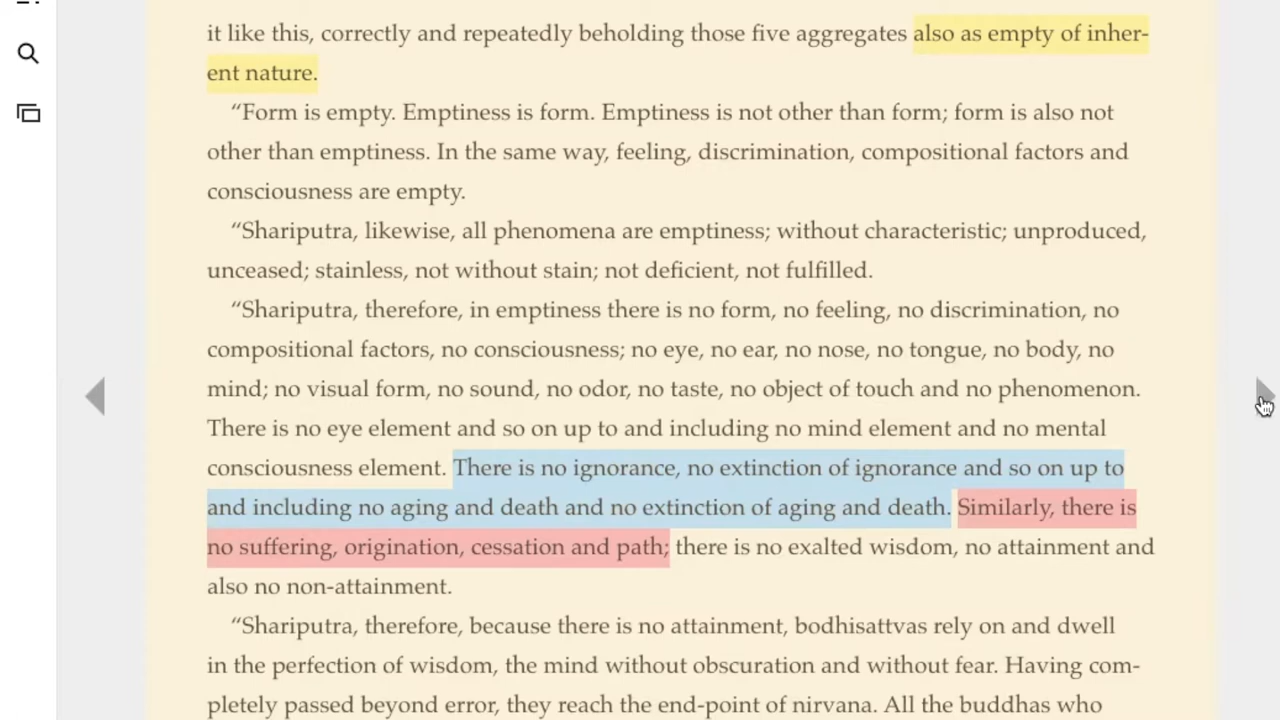 it like this, correctly and repeatedly beholding those five aggregates also as empty of inher-
ent nature.
“Form is empty. Emptiness is form. Emptiness is not other than form; form is also not
other than emptiness. In the same way, feeling, discrimination, compositional factors and
consciousness are empty.
“Shariputra, likewise, all phenomena are emptiness; without characteristic; unproduced,
unceased; stainless, not without stain; not deficient, not fulfilled.
“Shariputra, therefore, in emptiness there is no form, no feeling, no discrimination, no
compositional factors, no consciousness; no eye, no ear, no nose, no tongue, no body, no
mind; no visual form, no sound, no odor, no taste, no object of touch and no phenomenon.
There is no eye element and so on up to and including no mind element and no mental
consciousness element. There is no ignorance, no extinction of ignorance and so on up to
and including no aging and death and no extinction of aging and death. Similarly, there is
no suffering, origination, cessation and path; there is no exalted wisdom, no attainment and
also no non-attainment.
“Shariputra, therefore, because there is no attainment, bodhisattvas rely on and dwell
in the perfection of wisdom, the mind without obscuration and without fear. Having com-
pletely passed beyond error, they reach the end-point of nirvana. All the buddhas who